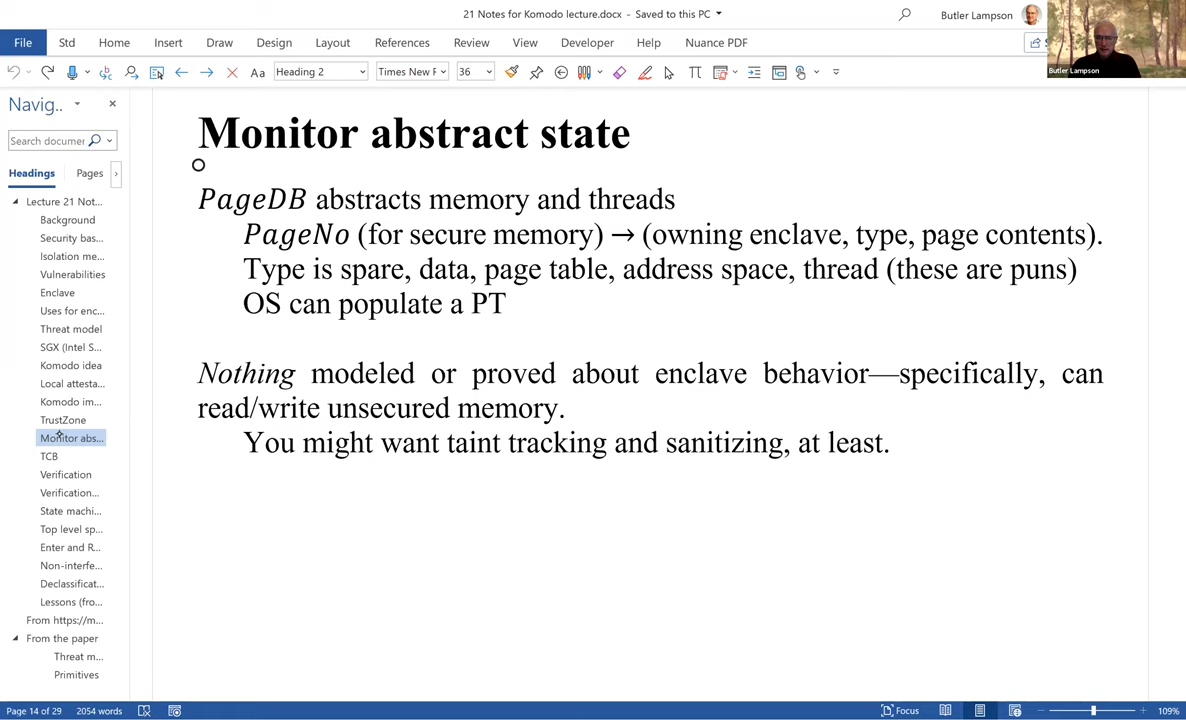 21 Notes for Komodo lecture.docx - Saved to this PC
Butler Lampson
File Std Home Insert Draw Design Layout References Review View Developer Help Nuance PDF
Aa Heading 2 Times New F 36
Butler Lampson
Navig..
Search documer
Headings Pages
Lecture 21 Not...
Background
Security bas...
Isolation me...
Vulnerabilities
Enclave
Uses for enc...
Threat model
SGX (Intel S...
Komodo idea
Local attesta...
Komodo im...
TrustZone
Monitor abs...
TCB
Verification
Verification...
State machi...
Top level sp...
Enter and R...
Non-interfe...
Declassificat...
Lessons (fro...
From https://m...
From the paper
Threat m...
Primitives
Monitor abstract state
PageDB abstracts memory and threads
PageNo (for secure memory) → (owning enclave, type, page contents).
Type is spare, data, page table, address space, thread (these are puns)
OS can populate a PT
Nothing modeled or proved about enclave behavior—specifically, can
read/write unsecured memory.
You might want taint tracking and sanitizing, at least.
Page 14 of 29 2054 words Focus 109%